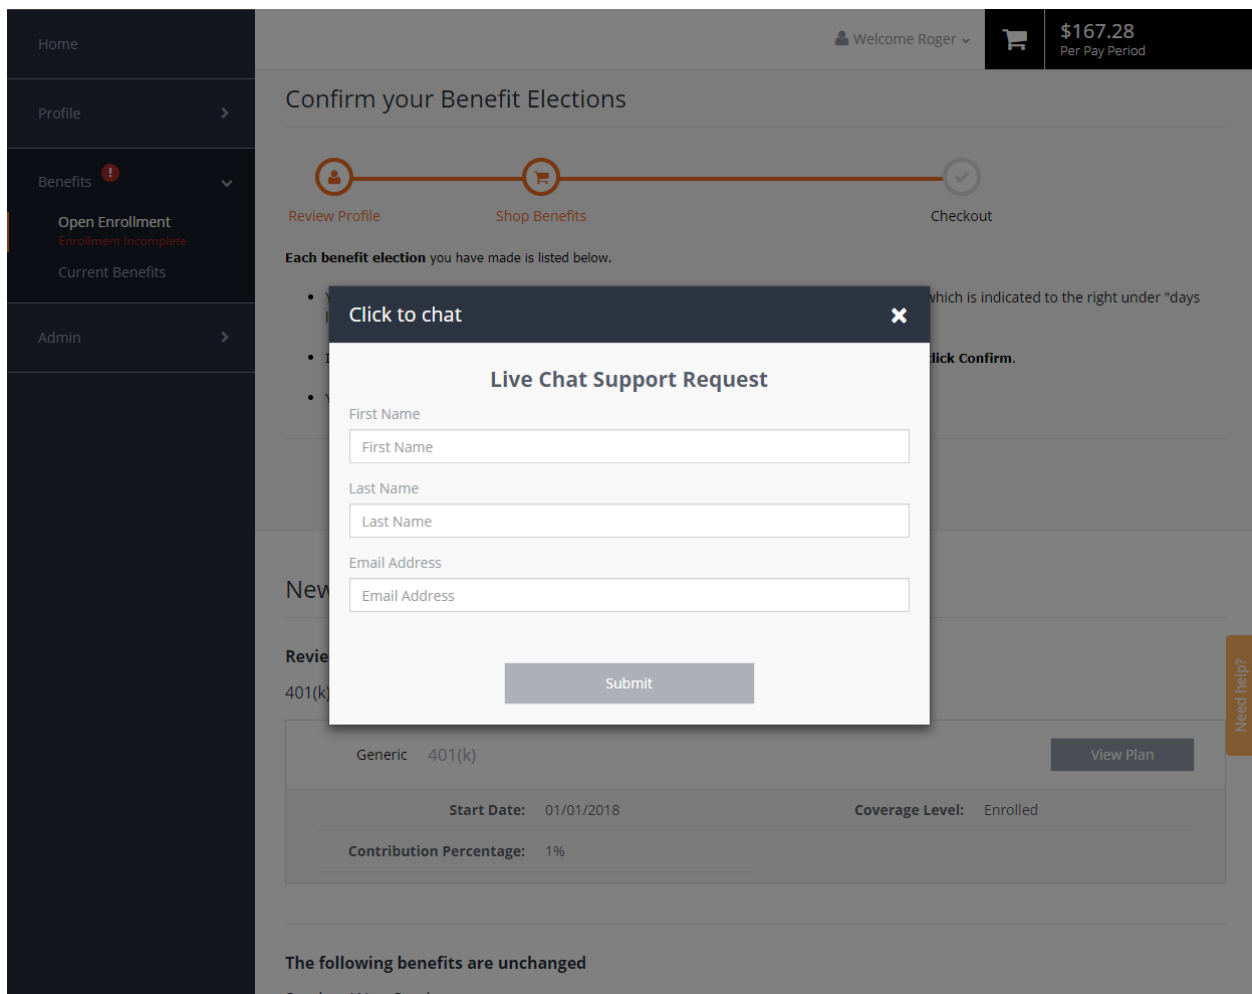 Home
Welcome Roger
$167.28
Per Pay Period
Profile
Confirm your Benefit Elections
Benefits
!
Open Enrollment
Enrollment Incomplete
Current Benefits
Admin
Review Profile
Shop Benefits
Checkout
Each benefit election you have made is listed below.
which is indicated to the right under "days
click Confirm.
Click to chat
Live Chat Support Request
First Name
First Name
Last Name
Last Name
Email Address
Email Address
Submit
New
401(k)
Need help?
Generic 401(k)
View Plan
Start Date: 01/01/2018 Coverage Level: Enrolled
Contribution Percentage: 1%
The following benefits are unchanged